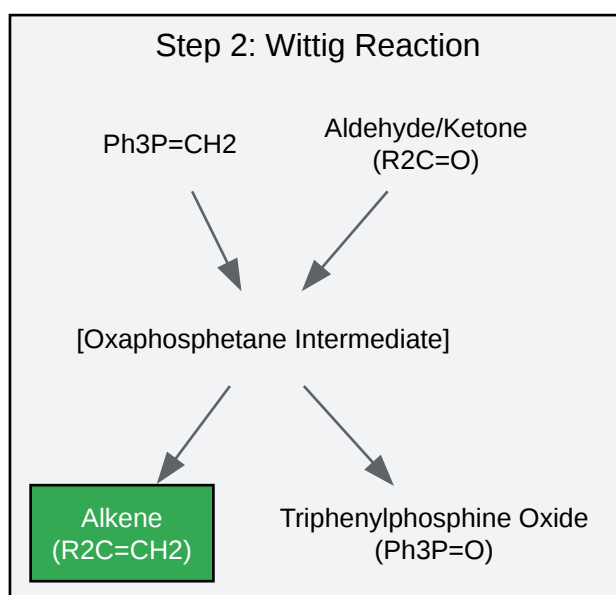 Step 2: Wittig Reaction
Ph3P=CH2
Aldehyde/Ketone
(R2C=O)
[Oxaphosphetane Intermediate]
Alkene
(R2C=CH2)
Triphenylphosphine Oxide
(Ph3P=O)